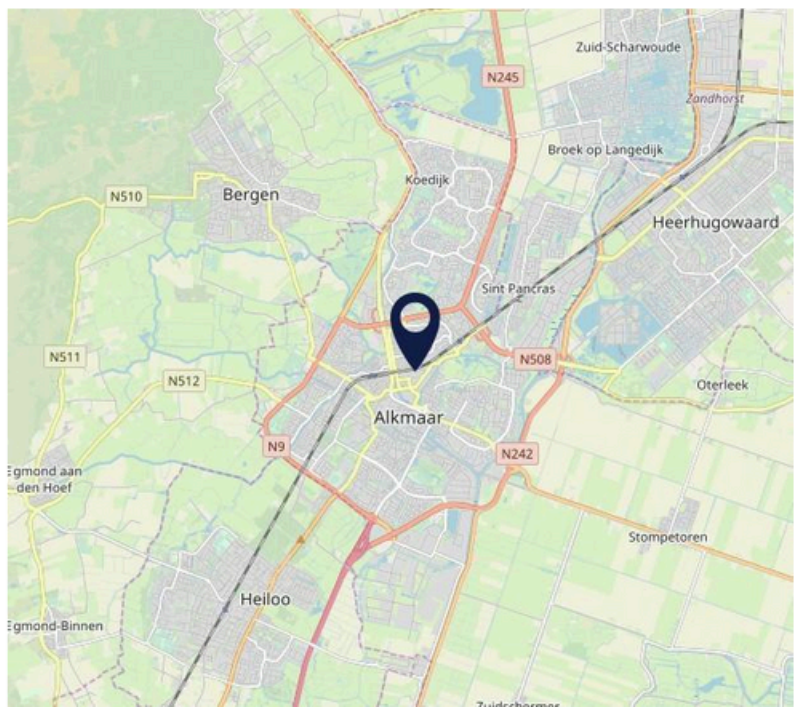 Zuid-Scharwoude
N245
Zandhorst
Broek op Langedijk
Koedijk
N510
Bergen
Heerhugowaard
Sint Pancras
N511
N508
N512
Oterleek
Alkmaar
N9
N242
Egmond aan
den Hoef
Stompetoren
Heiloo
Egmond-Binnen
Zuidschermer